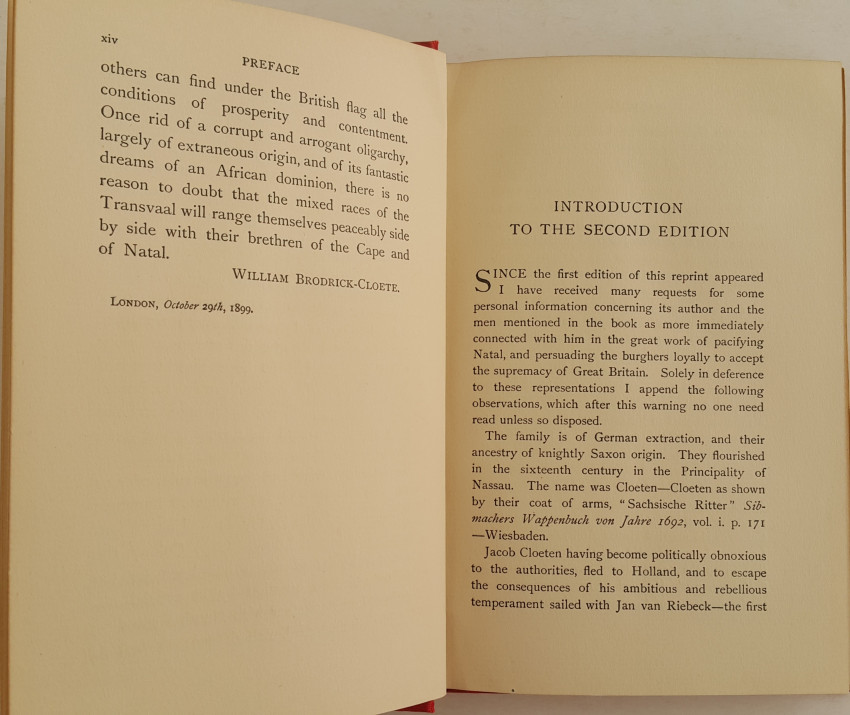 xiv
PREFACE
others can find under the British flag all the
conditions of prosperity and contentment.
Once rid of a corrupt and arrogant oligarchy,
largely of extraneous origin, and of its fantastic
dreams of an African dominion, there is no
reason to doubt that the mixed races of the
Transvaal will range themselves peaceably side
by side with their brethren of the Cape and
of Natal.
WILLIAM BRODRICK-CLOETE.
LONDON, October 29th, 1899.
INTRODUCTION
TO THE SECOND EDITION
SINCE the first edition of this reprint appeared
I have received many requests for some
personal information concerning its author and the
men mentioned in the book as more immediately
connected with him in the great work of pacifying
Natal, and persuading the burghers loyally to accept
the supremacy of Great Britain. Solely in deference
to these representations I append the following
observations, which after this warning no one need
read unless so disposed.
The family is of German extraction, and their
ancestry of knightly Saxon origin. They flourished
in the sixteenth century in the Principality of
Nassau. The name was Cloeten—Cloeten as shown
by their coat of arms, "Sachsische Ritter" Sib-
machers Wappenbuch von Jahre 1692, vol. i. p. 171
—Wiesbaden.
Jacob Cloeten having become politically obnoxious
to the authorities, fled to Holland, and to escape
the consequences of his ambitious and rebellious
temperament sailed with Jan van Riebeck—the first